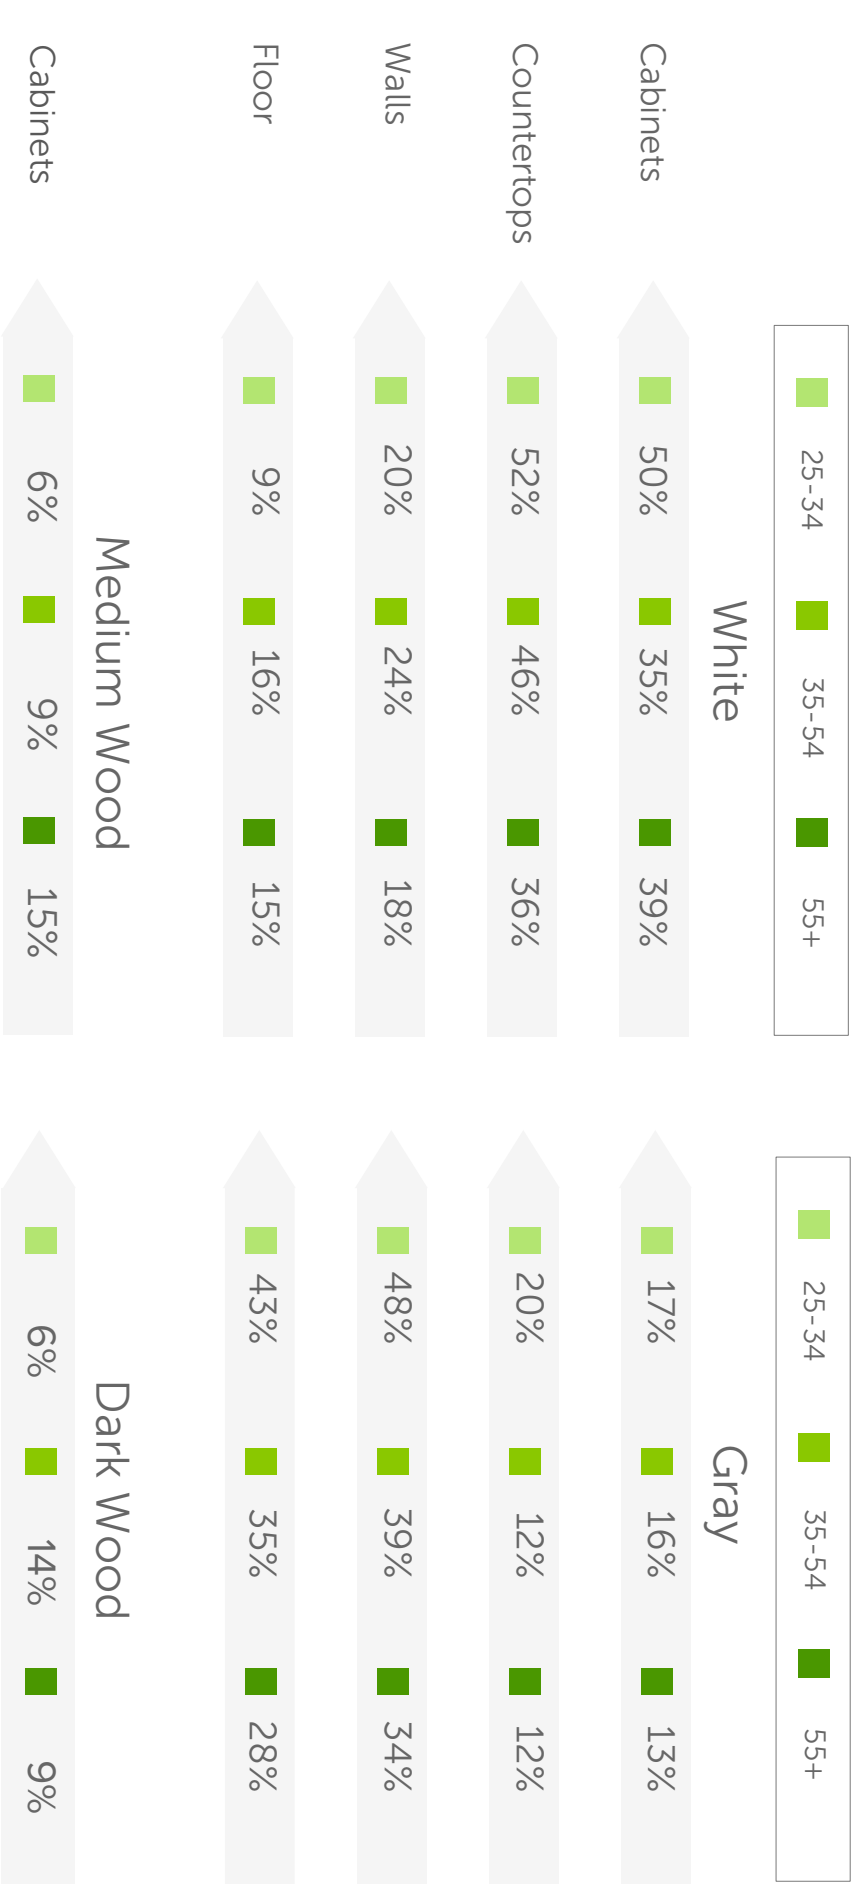 25-34 35-54 55+ 25-34 35-54 55+
White Gray
Cabinets 50% 35% 39% 17% 16% 13%
Countertops 52% 46% 36% 20% 12% 12%
Walls 20% 24% 18% 48% 39% 34%
Floor 9% 16% 15% 43% 35% 28%
Medium Wood Dark Wood
Cabinets 6% 9% 15% 6% 14% 9%